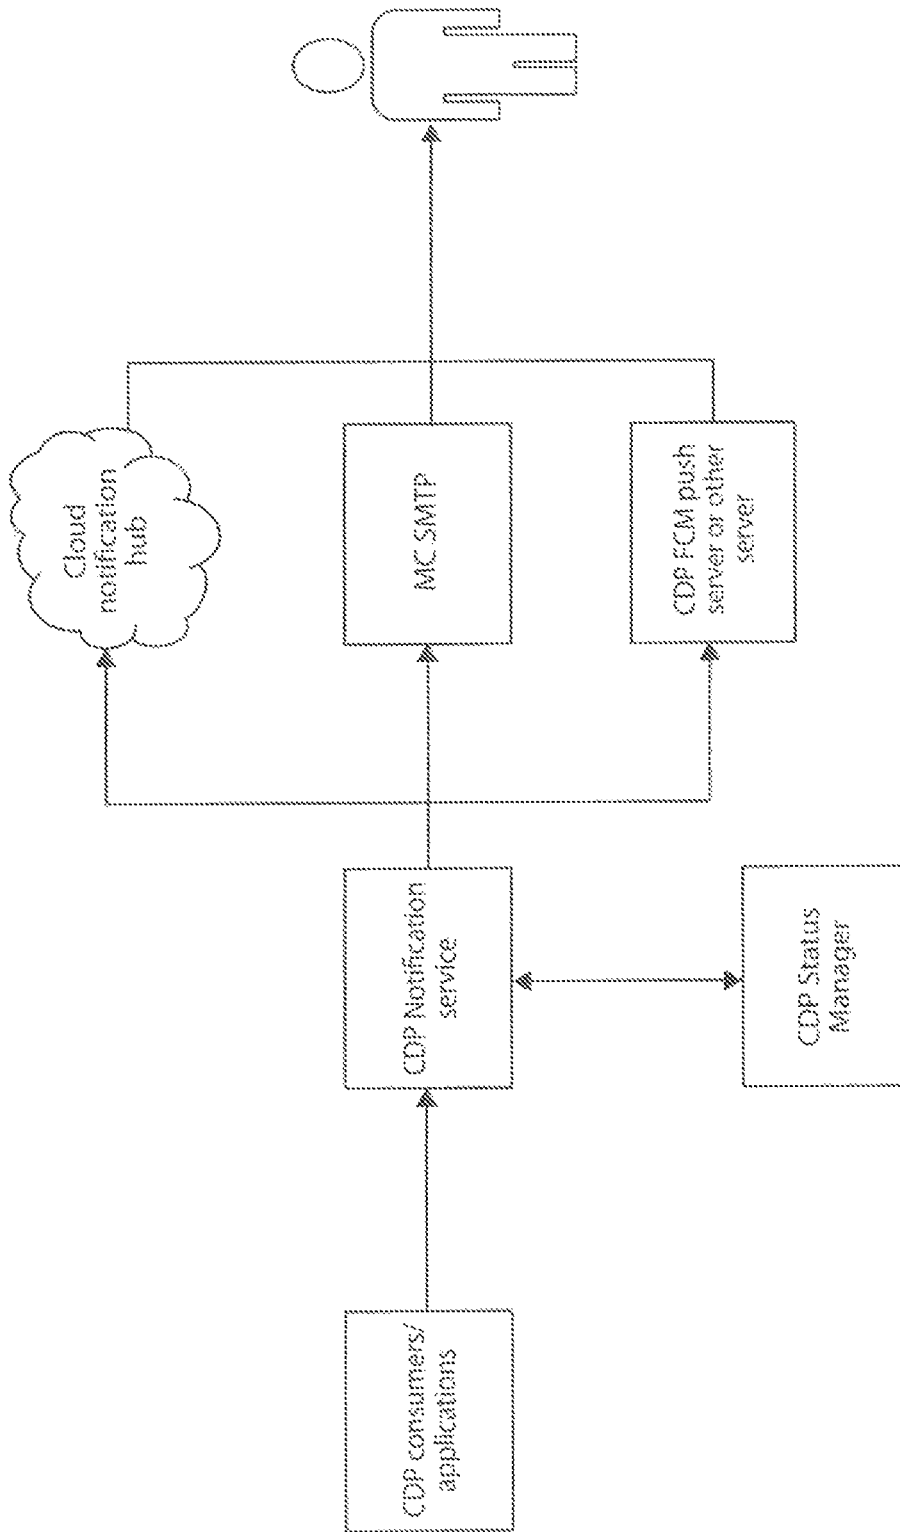 CDP consumers/
applications
CDP Notification
service
CDP Status
Manager
Cloud
notification
hub
MC SMTP
CDP FCM push
server or other
server